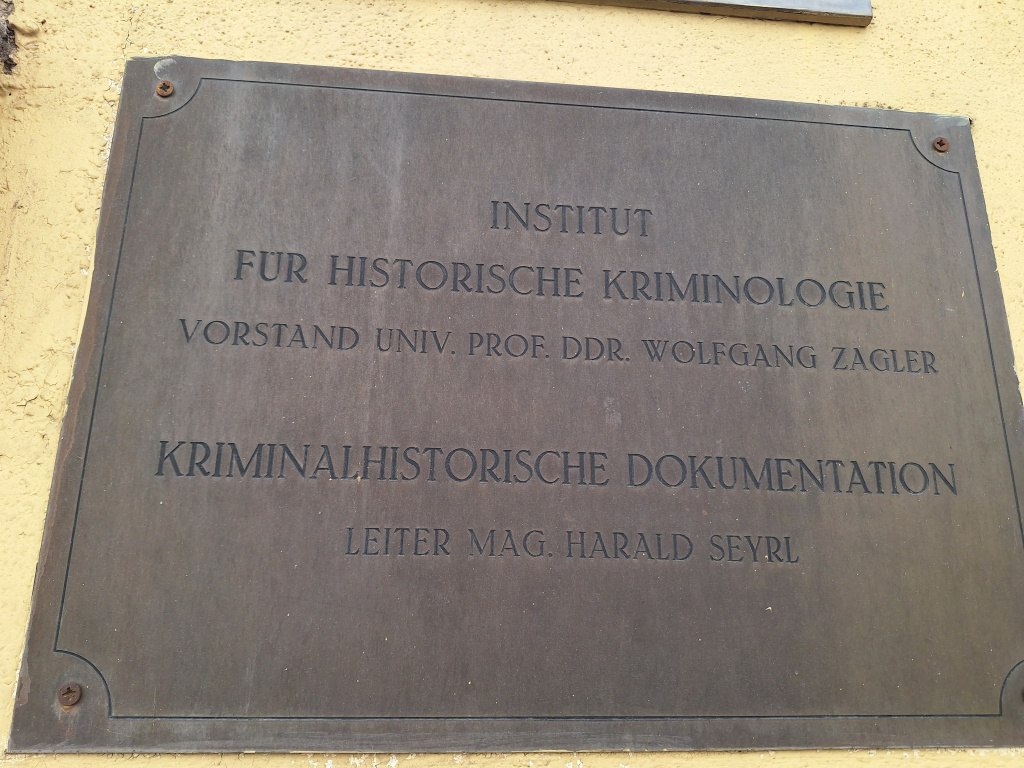 INSTITUT
FÜR HISTORISCHE KRIMINOLOGIE
VORSTAND UNIV. PROF. DDR. WOLFGANG ZAGLER
KRIMINALHISTORISCHE DOKUMENTATION
LEITER MAG. HARALD SEYRL